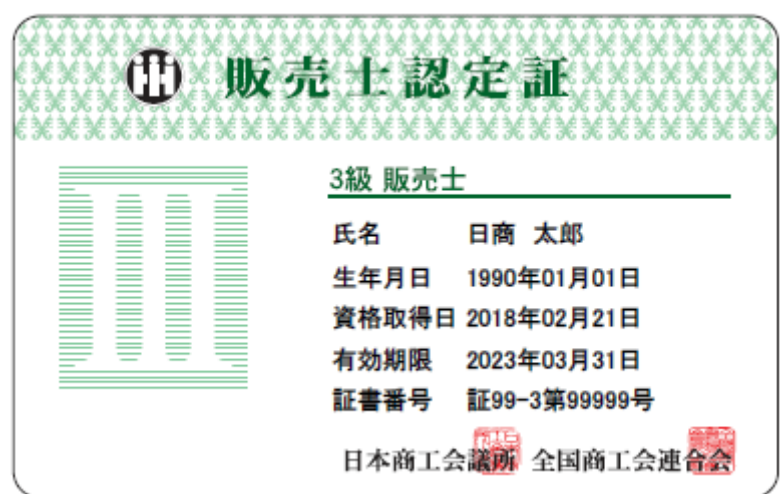 販売士認定証
3級 販売士
氏名 日商 太郎
生年月日 1990年01月01日
資格取得日 2018年02月21日
有効期限 2023年03月31日
証書番号 証99-3第99999号
日本商工会議所 全国商工会連合会